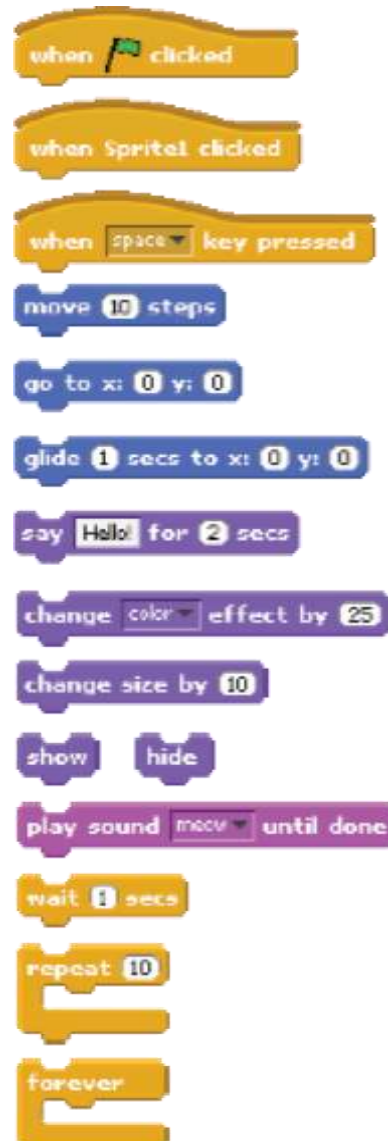 when clicked
when Sprite1 clicked
when space key pressed
move 10 steps
go to x: 0 y: 0
glide 1 secs to x: 0 y: 0
say Hello! for 2 secs
change color effect by 25
change size by 10
show hide
play sound meow until done
wait 1 secs
repeat 10
forever